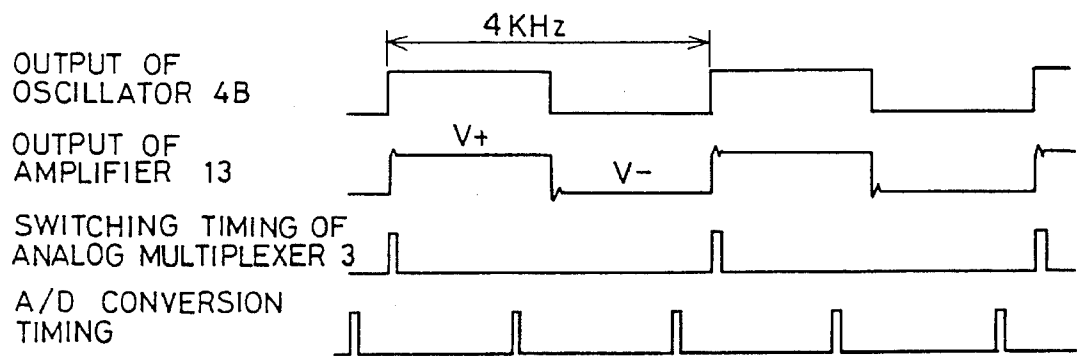 4KHz
OUTPUT OF
OSCILLATOR 4B
OUTPUT OF
AMPLIFIER 13
V+
V-
SWITCHING TIMING OF
ANALOG MULTIPLEXER 3
A/D CONVERSION
TIMING